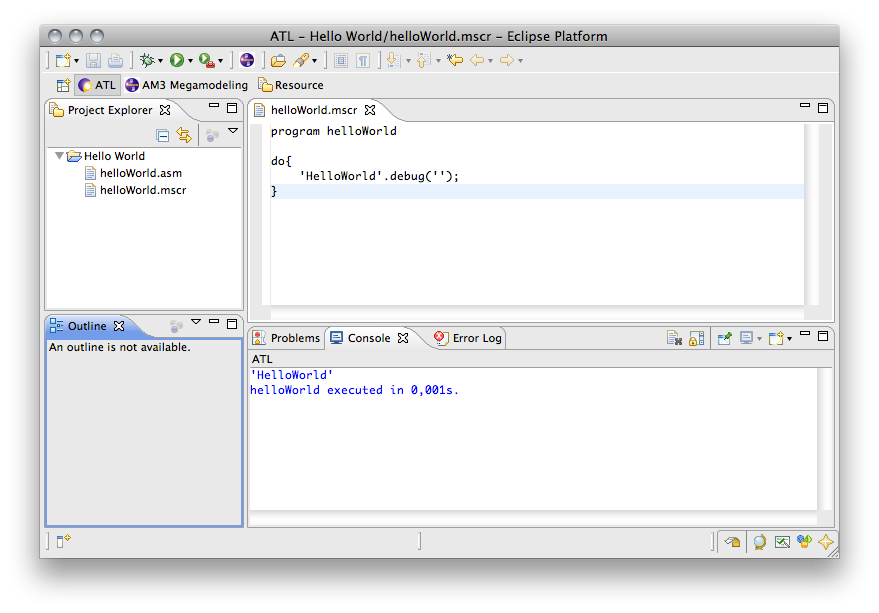 ATL – Hello World/helloWorld.mscr – Eclipse Platform
ATL AM3 Megamodeling Resource
Project Explorer
Hello World
helloWorld.asm
helloWorld.mscr
helloWorld.mscr
program helloWorld
do{
'HelloWorld'.debug('');
}
Outline
An outline is not available.
Problems Console Error Log
ATL
'HelloWorld'
helloWorld executed in 0,001s.